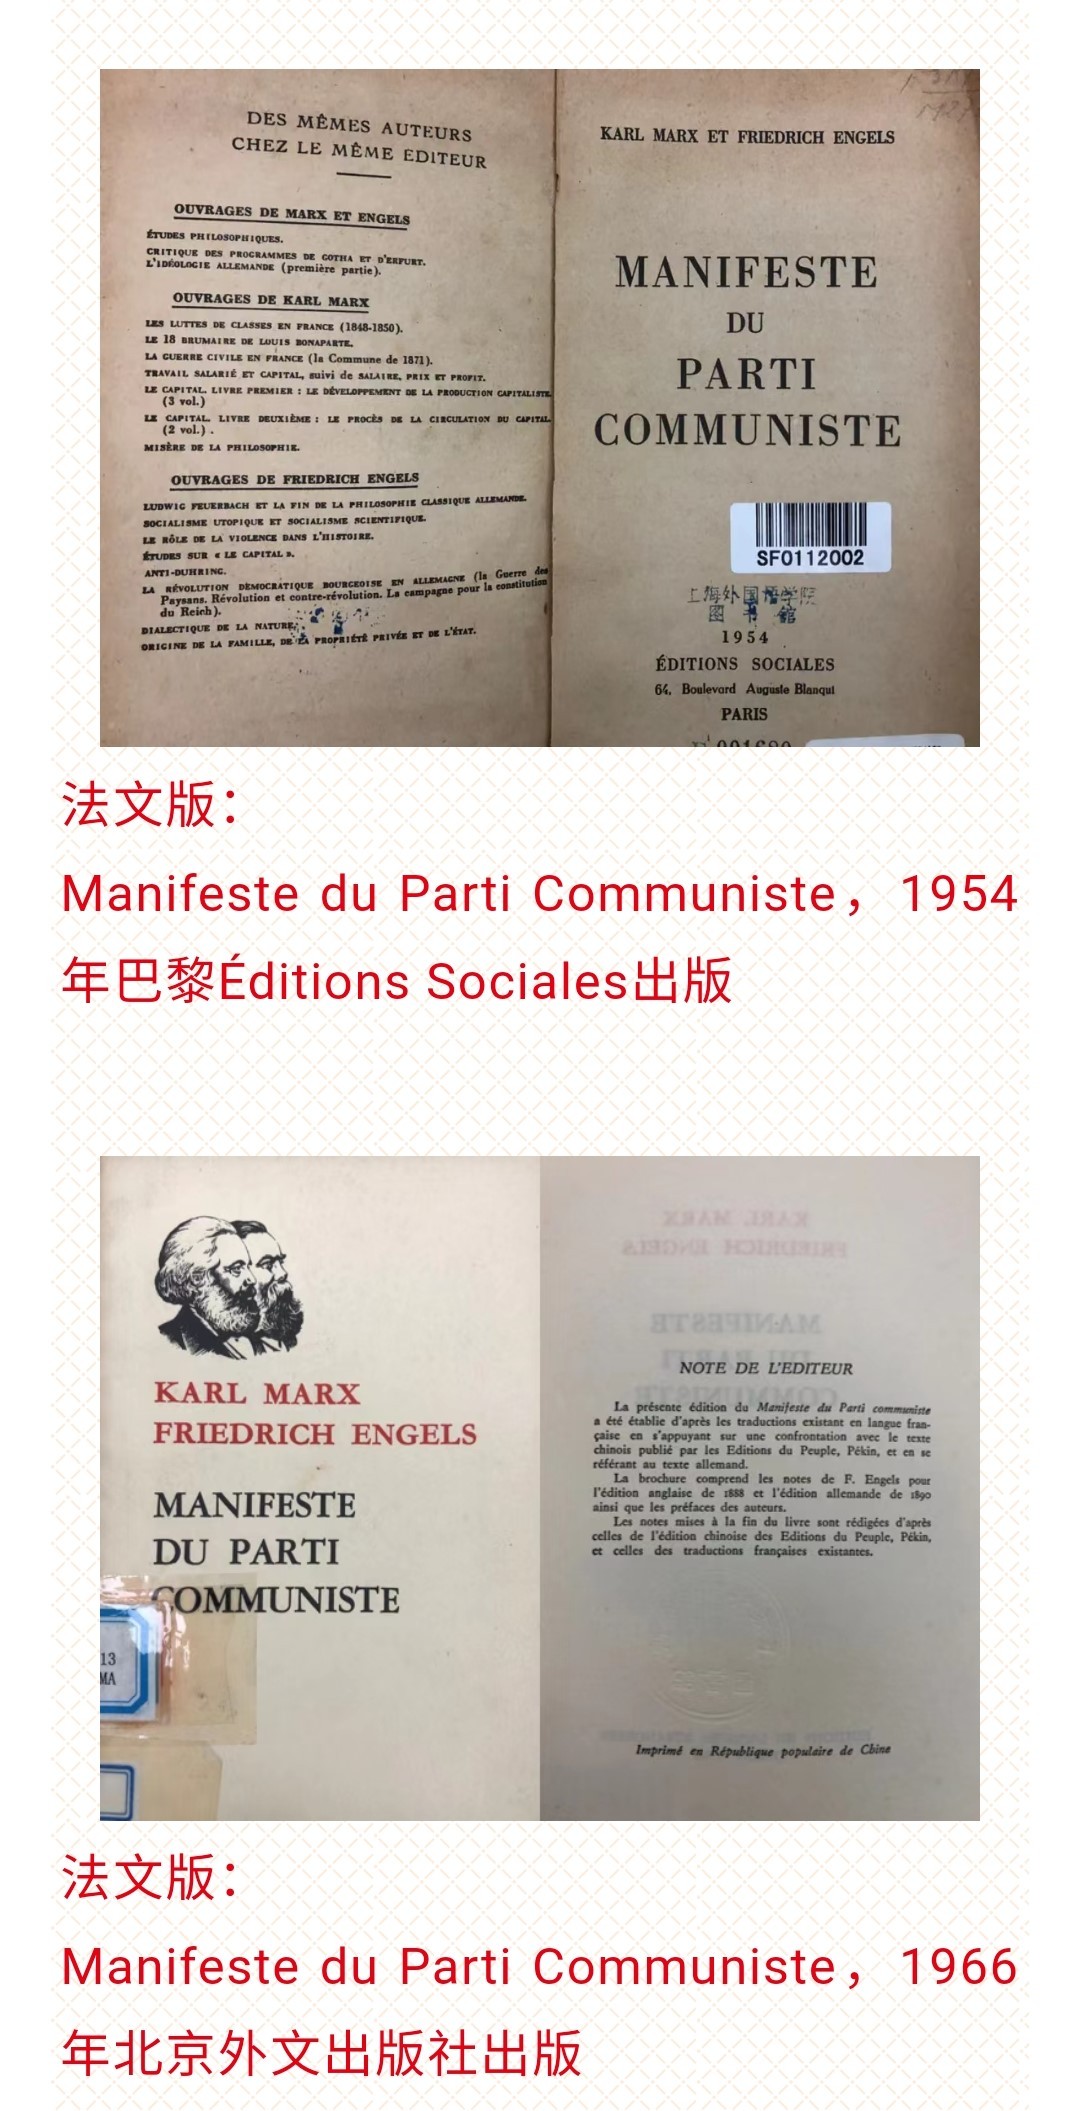 DES MÊMES AUTEURS
CHEZ LE MÊME EDITEUR
OUVRAGES DE MARX ET ENGELS
ÉTUDES PHILOSOPHIQUES.
CRITIQUE DES PROGRAMMES DE GOTHA ET D'ERFURT.
L'IDÉOLOGIE ALLEMANDE (première partie).
OUVRAGES DE KARL MARX
LES LUTTES DE CLASSES EN FRANCE (1848-1850).
LE 18 BRUMAIRE DE LOUIS BONAPARTE.
LA GUERRE CIVILE EN FRANCE (la Commune de 1871).
TRAVAIL SALARIÉ ET CAPITAL, suivi de SALAIRE, PRIX ET PROFIT.
LE CAPITAL. LIVRE PREMIER : LE DÉVELOPPEMENT DE LA PRODUCTION CAPITALISTE
(3 vol.)
LE CAPITAL. LIVRE DEUXIÈME : LE PROCÈS DE LA CIRCULATION DU CAPITAL
(2 vol.).
MISÈRE DE LA PHILOSOPHIE.
OUVRAGES DE FRIEDRICH ENGELS
LUDWIG FEUERBACH ET LA FIN DE LA PHILOSOPHIE CLASSIQUE ALLEMANDE.
SOCIALISME UTOPIQUE ET SOCIALISME SCIENTIFIQUE.
LE RÔLE DE LA VIOLENCE DANS L'HISTOIRE.
ÉTUDES SUR « LE CAPITAL ».
ANTI-DUHRING.
LA RÉVOLUTION DÉMOCRATIQUE BOURGEOISE EN ALLEMAGNE (la Guerre des
Paysans. Révolution et contre-révolution. La campagne pour la constitution
du Reich).
DIALECTIQUE DE LA NATURE.
ORIGINE DE LA FAMILLE, DE LA PROPRIÉTÉ PRIVÉE ET DE L'ÉTAT.
KARL MARX ET FRIEDRICH ENGELS
MANIFESTE
DU
PARTI
COMMUNISTE
SF0112002
上海外国语学院
图书馆
1954
ÉDITIONS SOCIALES
64, Boulevard Auguste Blanqui
PARIS
法文版：
Manifeste du Parti Communiste，1954
年巴黎Éditions Sociales出版
KARL MARX
FRIEDRICH ENGELS
MANIFESTE
DU PARTI
COMMUNISTE
13
MA
NOTE DE L'EDITEUR
La présente édition du Manifeste du Parti communiste
a été établie d'après les traductions existant en langue fran-
çaise en s'appuyant sur une confrontation avec le texte
chinois publié par les Editions du Peuple, Pékin, et en se
référant au texte allemand.
La brochure comprend les notes de F. Engels pour
l'édition anglaise de 1888 et l'édition allemande de 1890
ainsi que les préfaces des auteurs.
Les notes mises à la fin du livre sont rédigées d'après
celles de l'édition chinoise des Editions du Peuple, Pékin,
et celles des traductions françaises existantes.
Imprimé en République populaire de Chine
法文版：
Manifeste du Parti Communiste，1966
年北京外文出版社出版